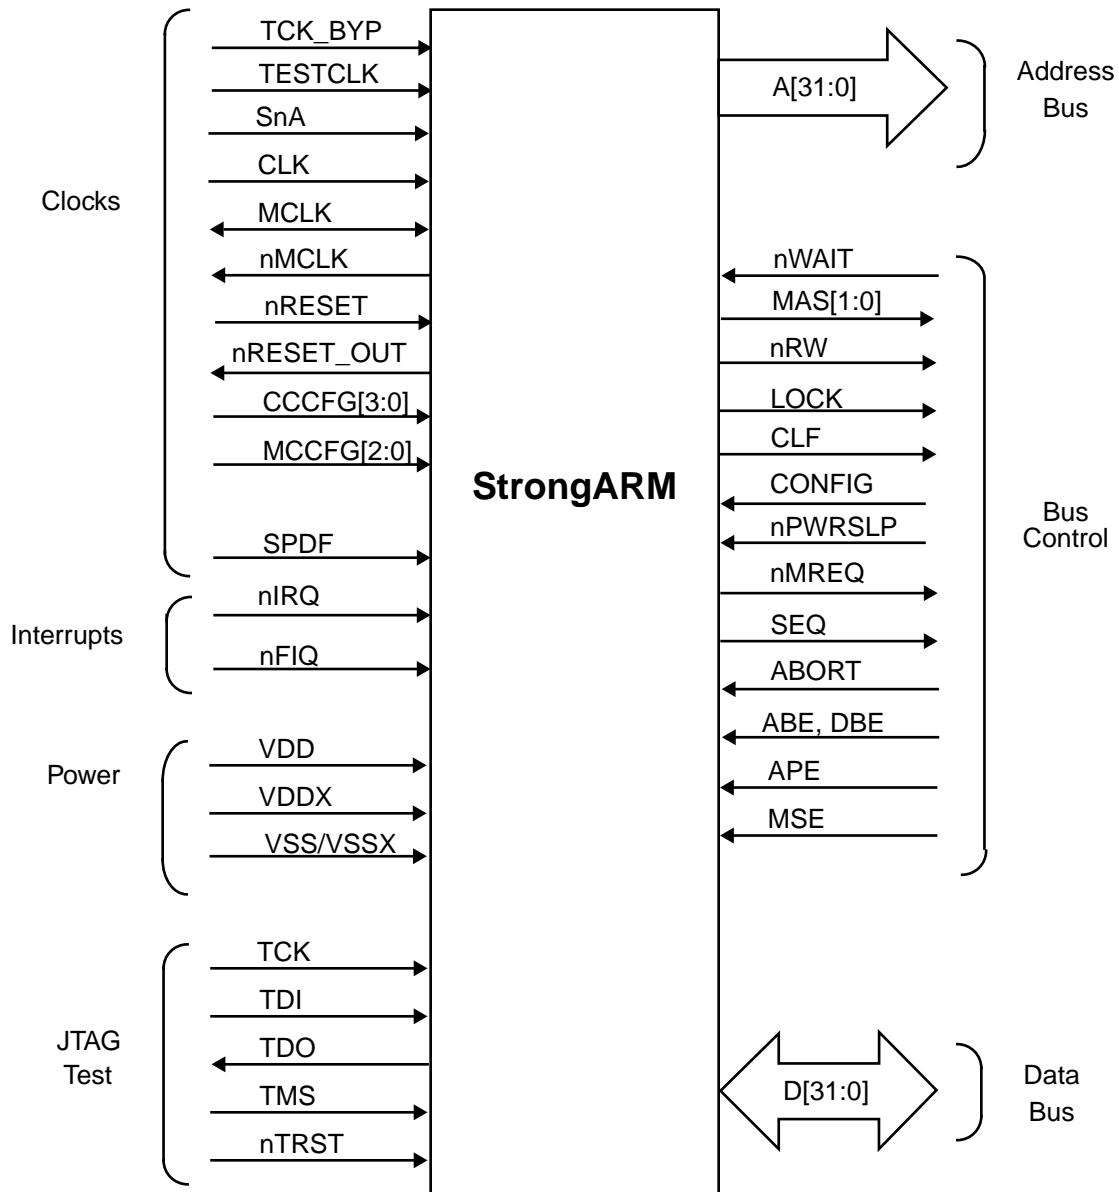 Clocks
TCK_BYP
TESTCLK
SnA
CLK
MCLK
nMCLK
nRESET
nRESET_OUT
CCCFG[3:0]
MCCFG[2:0]
SPDF
Interrupts
nIRQ
nFIQ
Power
VDD
VDDX
VSS/VSSX
JTAG
Test
TCK
TDI
TDO
TMS
nTRST
StrongARM
A[31:0]
Address
Bus
nWAIT
MAS[1:0]
nRW
LOCK
CLF
CONFIG
nPWRSLP
nMREQ
SEQ
ABORT
ABE, DBE
APE
MSE
Bus
Control
D[31:0]
Data
Bus